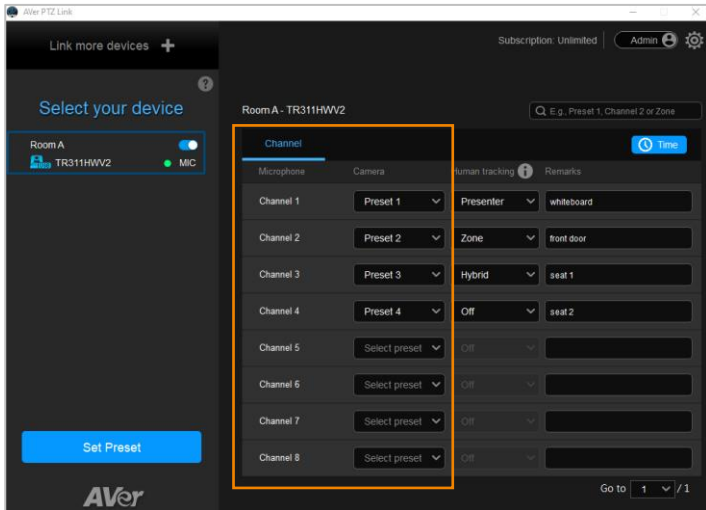 AVer PTZ Link
Link more devices +
Subscription: Unlimited | Admin
?
Select your device
Room A
TR311HWV2 MIC
Set Preset
AVer
Room A - TR311HWV2
E.g., Preset 1, Channel 2 or Zone
Channel
Time
Microphone Camera Human tracking i Remarks
Channel 1 Preset 1 Presenter whiteboard
Channel 2 Preset 2 Zone front door
Channel 3 Preset 3 Hybrid seat 1
Channel 4 Preset 4 Off seat 2
Channel 5 Select preset Off
Channel 6 Select preset Off
Channel 7 Select preset Off
Channel 8 Select preset Off
Go to 1 / 1